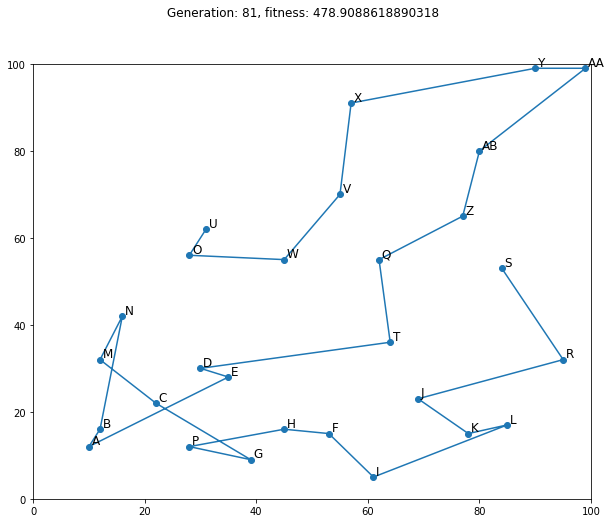 Generation: 81, fitness: 478.9088618890318
100
Y
AA
X
80
AB
V
Z
U
60
O
W
Q
S
N
40
T
M
R
D
E
J
20
C
B
H
F
L
K
A
P
G
I
0
0
20
40
60
80
100